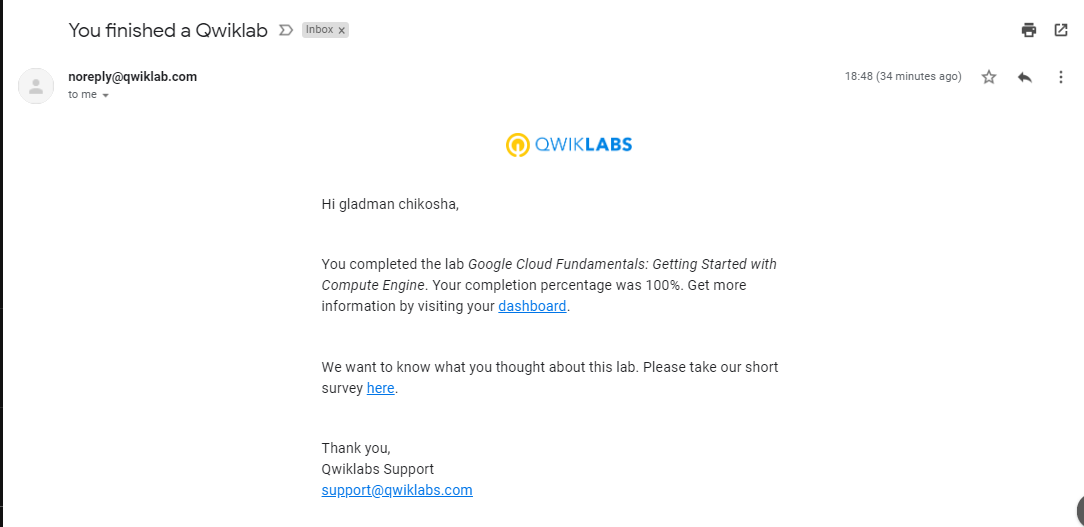 You finished a Qwiklab
Inbox x
noreply@qwiklab.com
18:48 (34 minutes ago)
to me
QWIKLABS
Hi gladman chikosha,
You completed the lab Google Cloud Fundamentals: Getting Started with
Compute Engine. Your completion percentage was 100%. Get more
information by visiting your dashboard.
We want to know what you thought about this lab. Please take our short
survey here.
Thank you,
Qwiklabs Support
support@qwiklabs.com